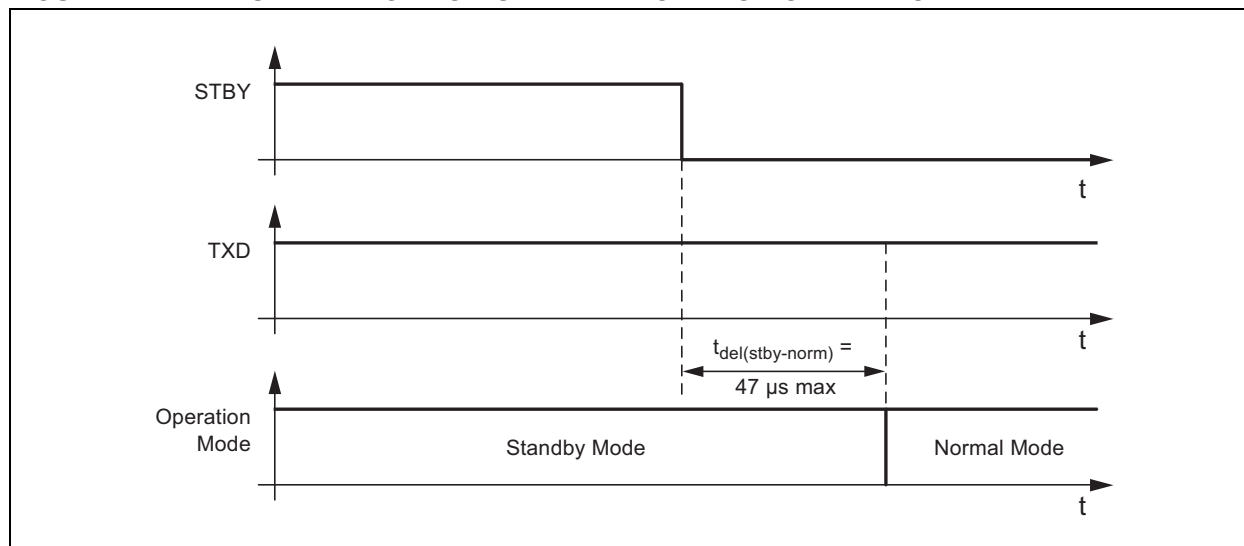 STBY
t
TXD
t
t_del(stby-norm) =
47 µs max
Operation
Mode
Standby Mode
Normal Mode
t